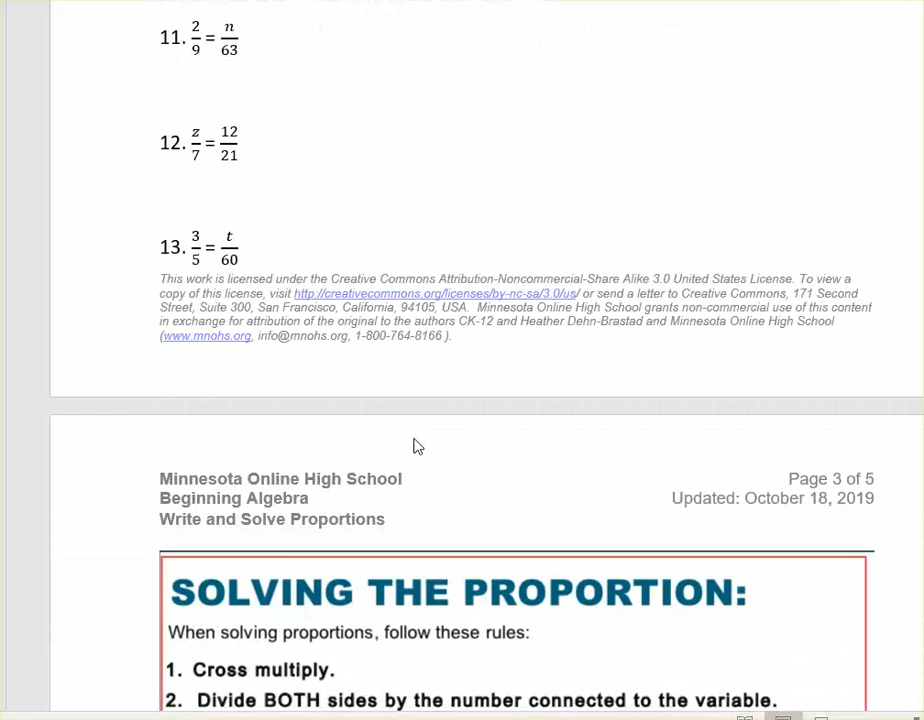 11. 2/9 = n/63
12. z/7 = 12/21
13. 3/5 = t/60
This work is licensed under the Creative Commons Attribution-Noncommercial-Share Alike 3.0 United States License. To view a
copy of this license, visit http://creativecommons.org/licenses/by-nc-sa/3.0/us/ or send a letter to Creative Commons, 171 Second
Street, Suite 300, San Francisco, California, 94105, USA. Minnesota Online High School grants non-commercial use of this content
in exchange for attribution of the original to the authors CK-12 and Heather Dehn-Brastad and Minnesota Online High School
(www.mnohs.org, info@mnohs.org, 1-800-764-8166 ).
Minnesota Online High School Page 3 of 5
Beginning Algebra Updated: October 18, 2019
Write and Solve Proportions
SOLVING THE PROPORTION:
When solving proportions, follow these rules:
1. Cross multiply.
2. Divide BOTH sides by the number connected to the variable.